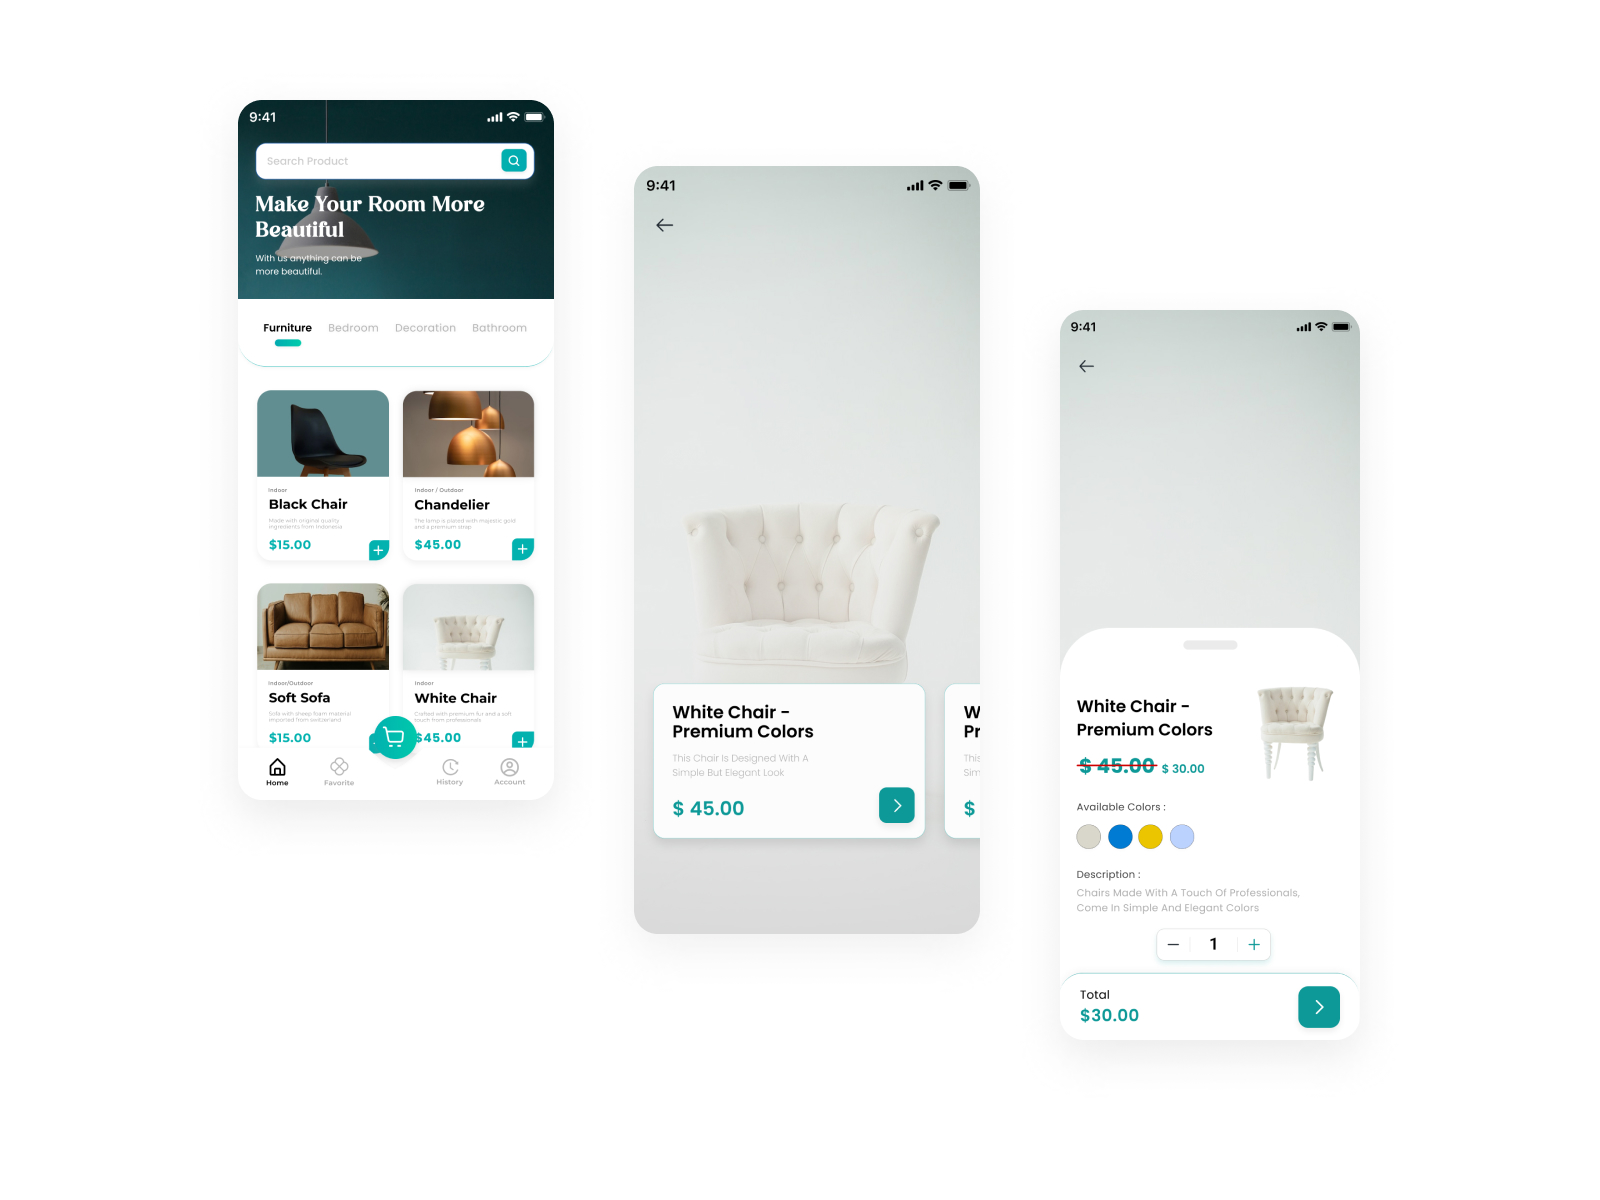 9:41
Search Product
Make Your Room More
Beautiful
With us anything can be
more beautiful.
Furniture
Bedroom
Decoration
Bathroom
Indoor
Black Chair
Made with original quality
ingredients from Indonesia
$15.00
Indoor / Outdoor
Chandelier
The lamp is plated with majestic gold
and a premium strap
$45.00
Indoor/Outdoor
Soft Sofa
Sofa with sheep foam material
imported from switzerland
$15.00
Indoor
White Chair
Crafted with premium fur and a soft
touch from professionals
$45.00
Home
Favorite
History
Account
9:41
White Chair -
Premium Colors
This Chair Is Designed With A
Simple But Elegant Look
$ 45.00
W
Pr
This
Sim
$
9:41
White Chair -
Premium Colors
$ 45.00 $ 30.00
Available Colors :
Description :
Chairs Made With A Touch Of Professionals,
Come In Simple And Elegant Colors
1
Total
$30.00